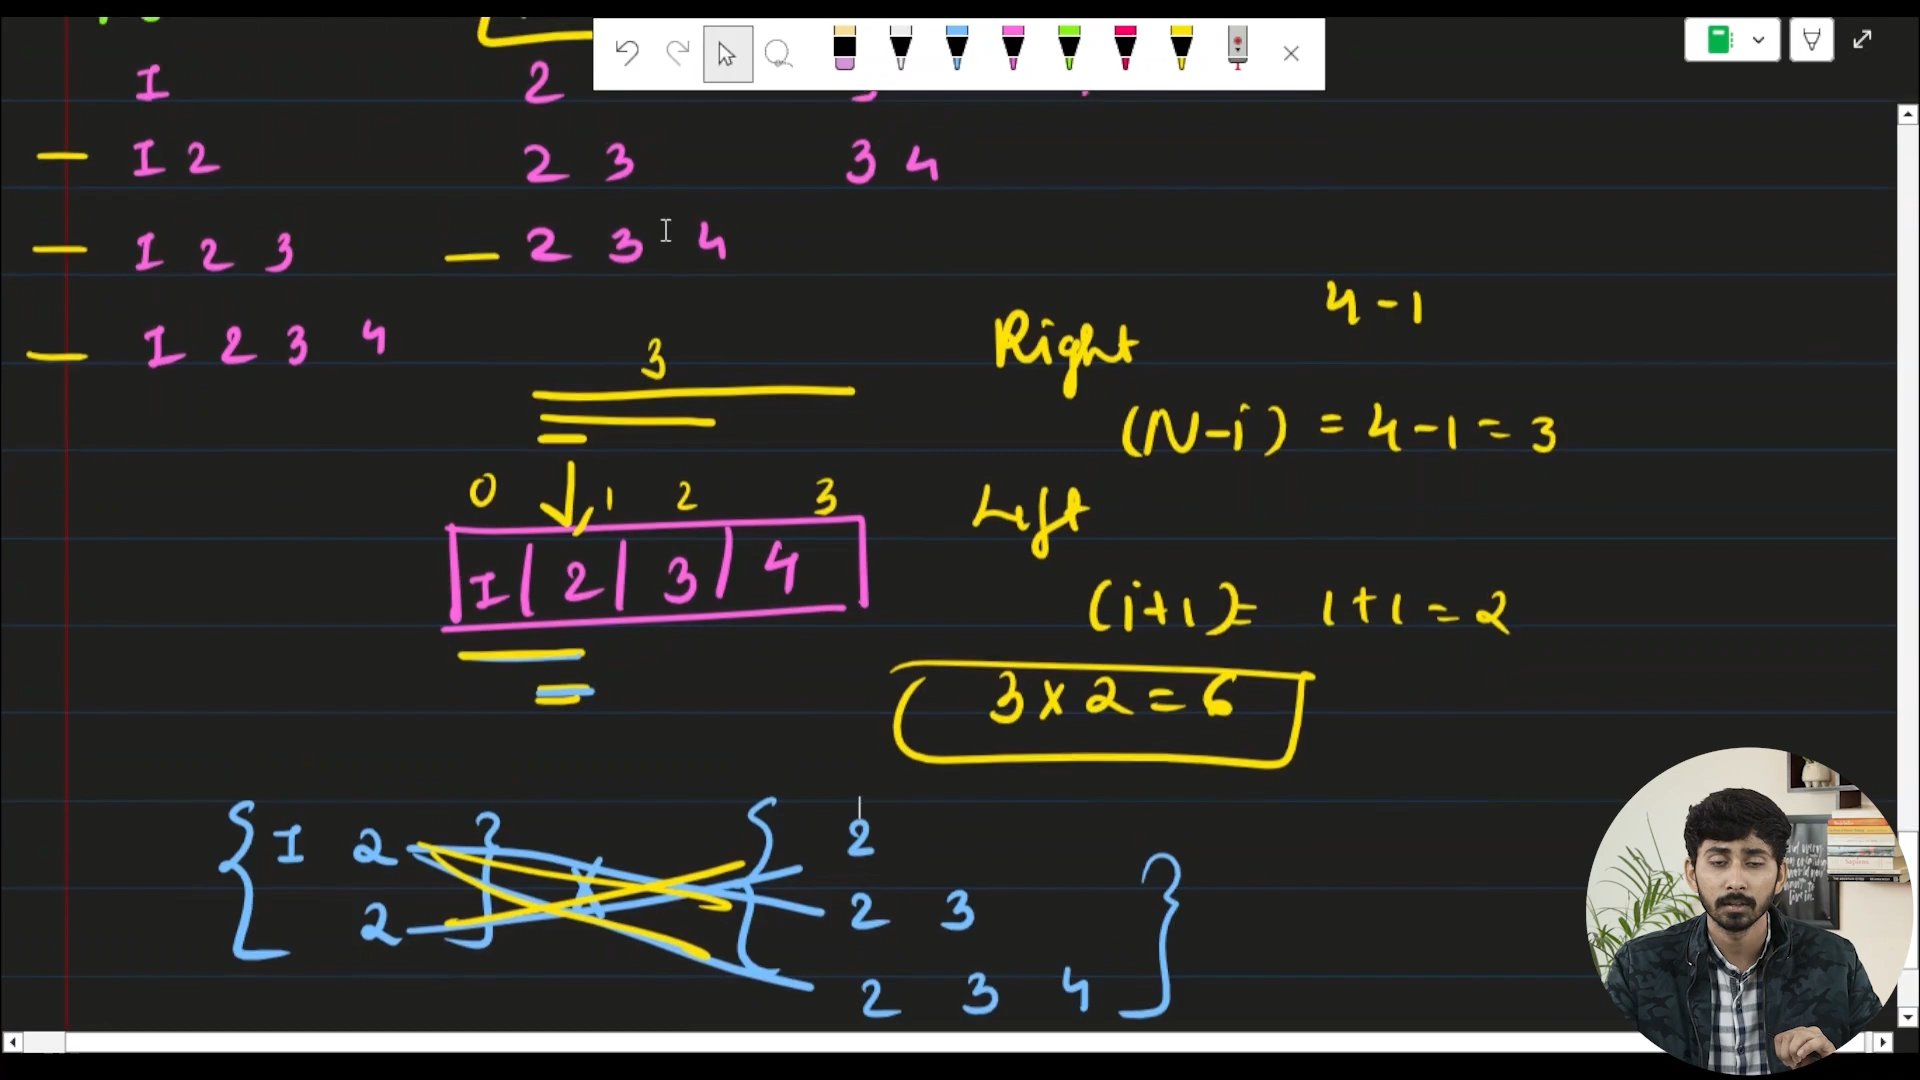 I 2
I 2 2 3 3 4
I 2 3 2 3 4
I 2 3 4
3
4 - 1
Right
(N-i) = 4-1 = 3
0 1 2 3
Left
I 2 3 4
(i+1) = 1+1 = 2
3 x 2 = 6
{ I 2 } x { 2
2 2 3
2 3 4 }